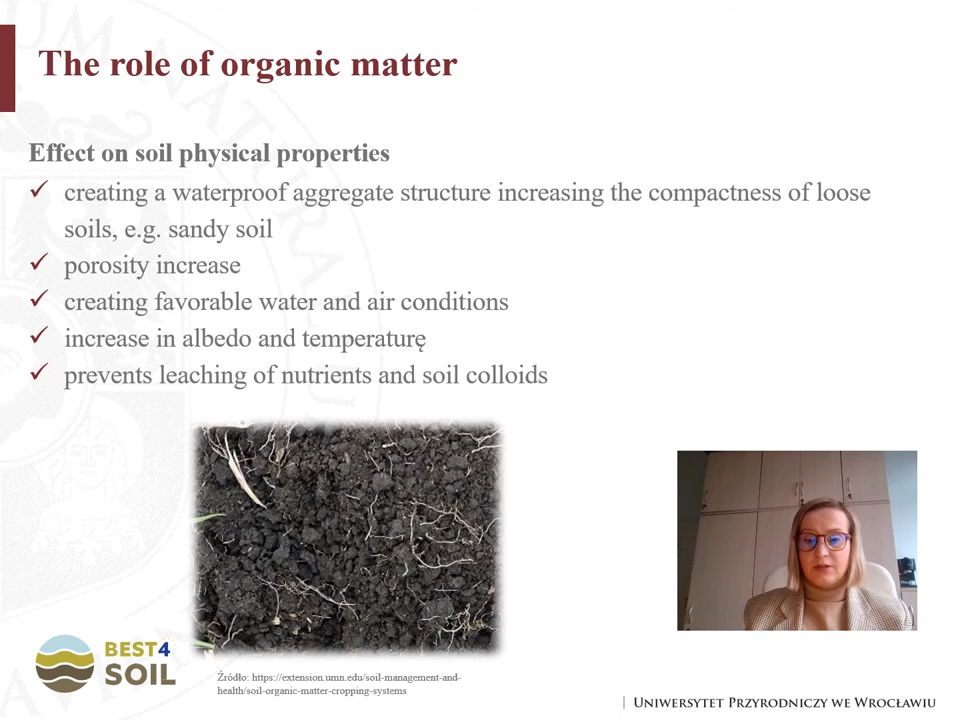 The role of organic matter
Effect on soil physical properties
✓ creating a waterproof aggregate structure increasing the compactness of loose
soils, e.g. sandy soil
✓ porosity increase
✓ creating favorable water and air conditions
✓ increase in albedo and temperaturę
✓ prevents leaching of nutrients and soil colloids
BEST4
SOIL
Źródło: https://extension.umn.edu/soil-management-and-
health/soil-organic-matter-cropping-systems
| UNIWERSYTET PRZYRODNICZY WE WROCŁAWIU